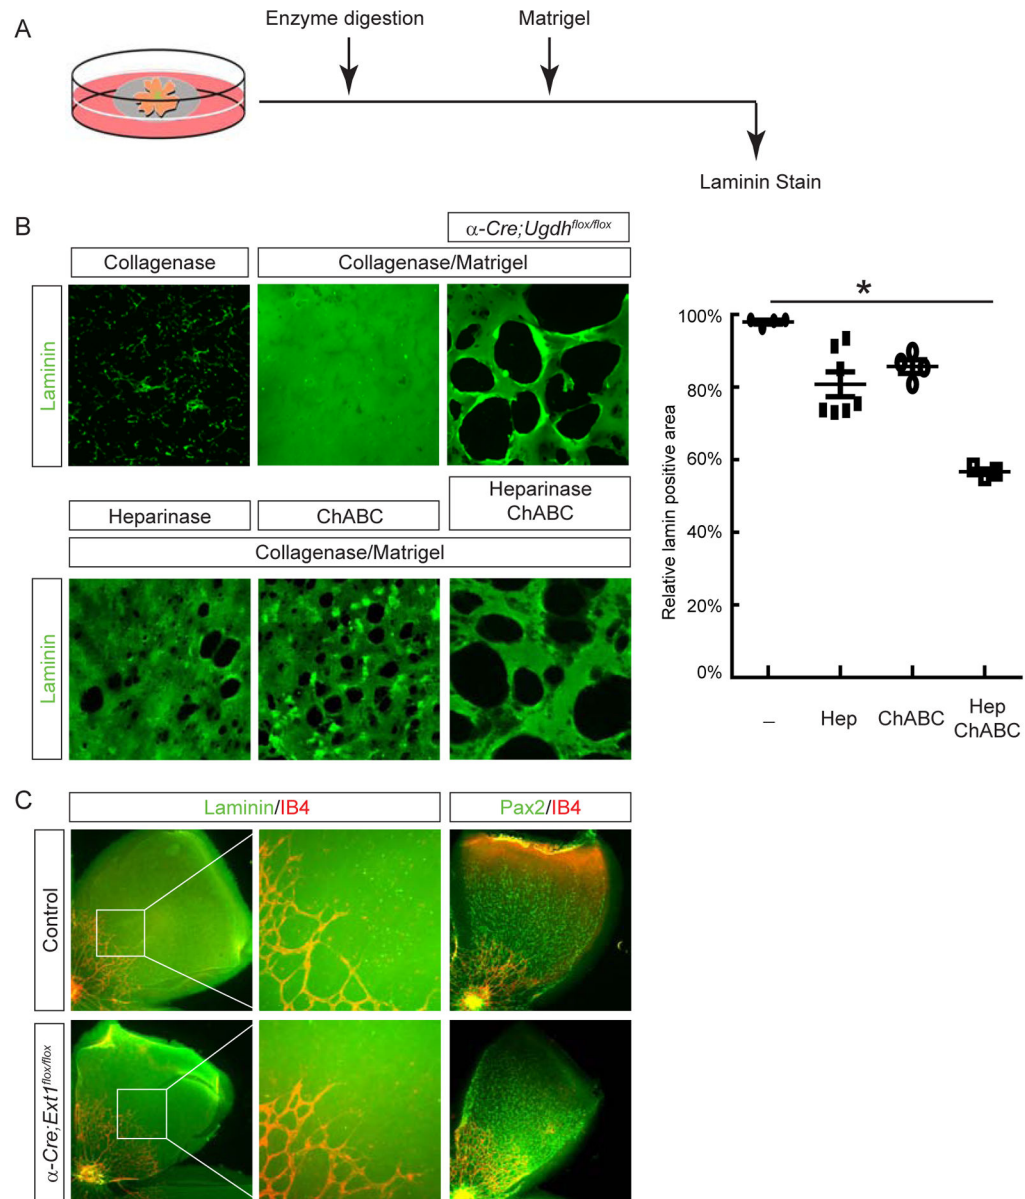 A
Enzyme digestion
Matrigel
Laminin Stain
B
α-Cre;Ugdhflox/flox
Collagenase
Collagenase/Matrigel
Laminin
Heparinase
ChABC
Heparinase
ChABC
Collagenase/Matrigel
Laminin
*
100%
80%
60%
40%
20%
0%
Relative lamin positive area
–
Hep
ChABC
Hep
ChABC
C
Laminin/IB4
Pax2/IB4
Control
α-Cre;Ext1flox/flox